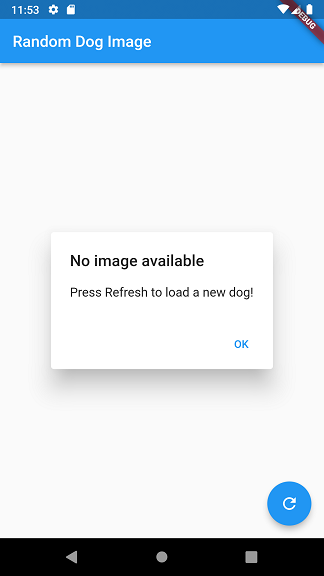 11:53
DEBUG
Random Dog Image
No image available
Press Refresh to load a new dog!
OK